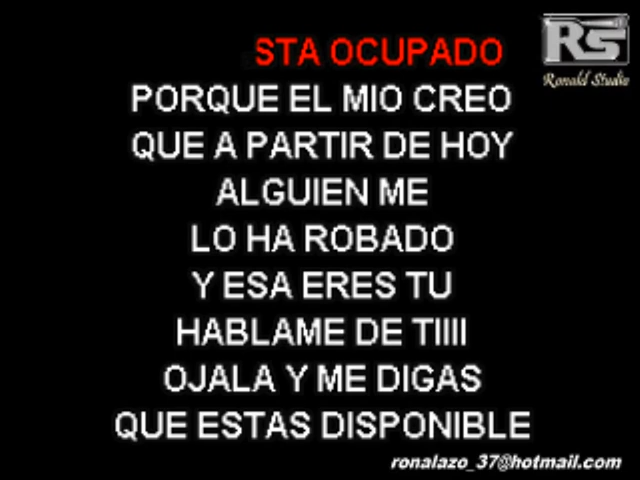 STA OCUPADO
RS
Ronald Studio
PORQUE EL MIO CREO
QUE A PARTIR DE HOY
ALGUIEN ME
LO HA ROBADO
Y ESA ERES TU
HABLAME DE TIIII
OJALA Y ME DIGAS
QUE ESTAS DISPONIBLE
ronalazo_37@hotmail.com